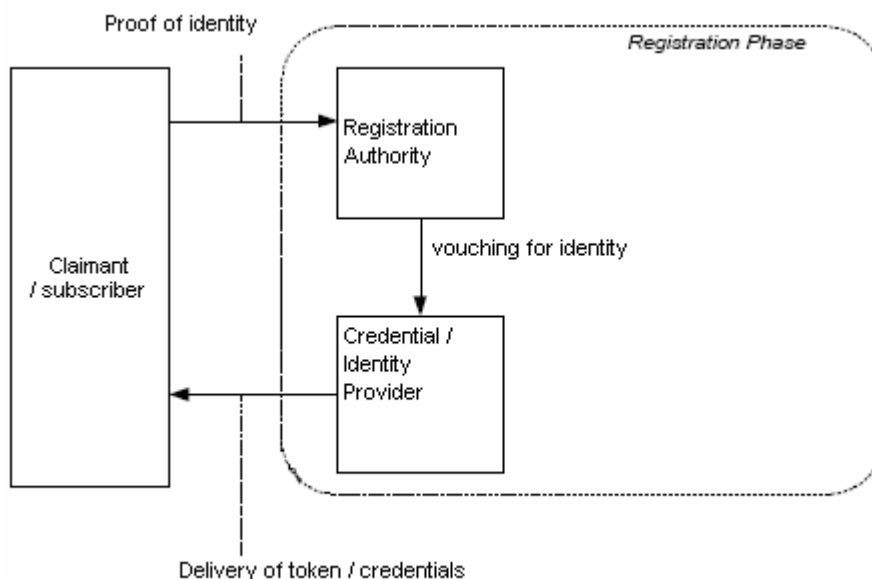 Proof of identity
Registration Phase
Registration
Authority
vouching for identity
Claimant
/ subscriber
Credential /
Identity
Provider
Delivery of token / credentials